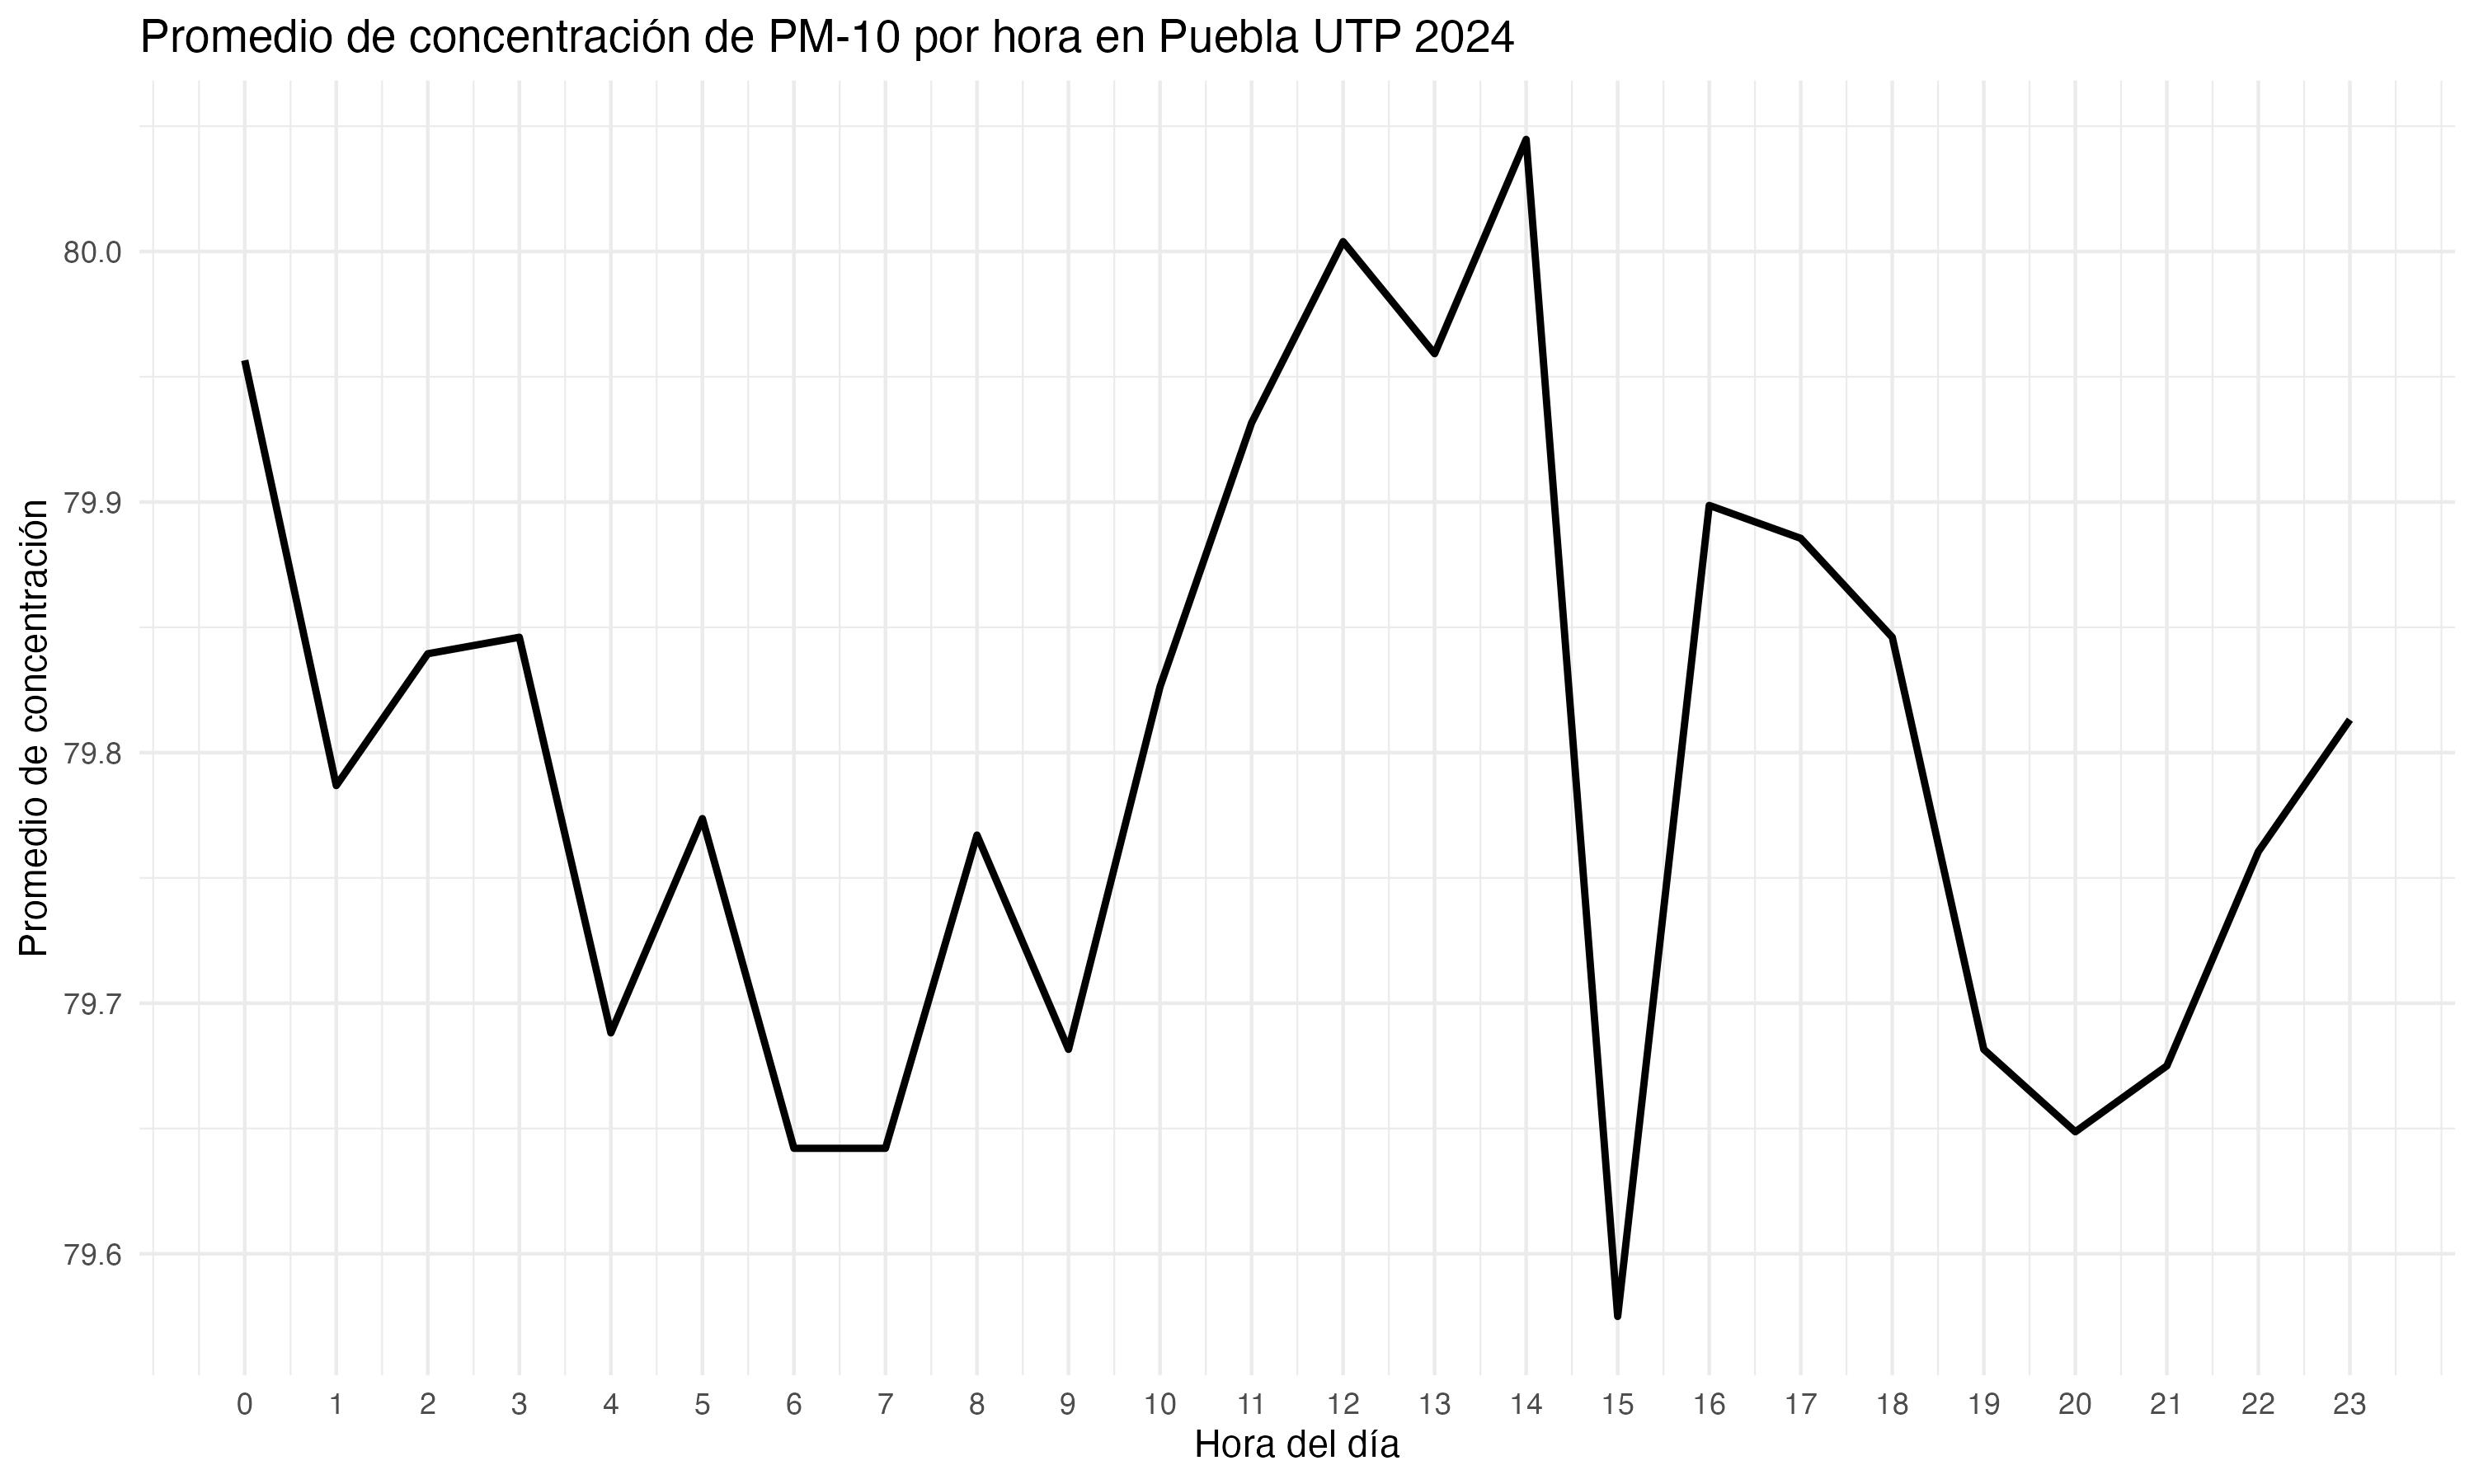 Promedio de concentración de PM-10 por hora en Puebla UTP 2024
Promedio de concentración
80.0
79.9
79.8
79.7
79.6
0 1 2 3 4 5 6 7 8 9 10 11 12 13 14 15 16 17 18 19 20 21 22 23
Hora del día